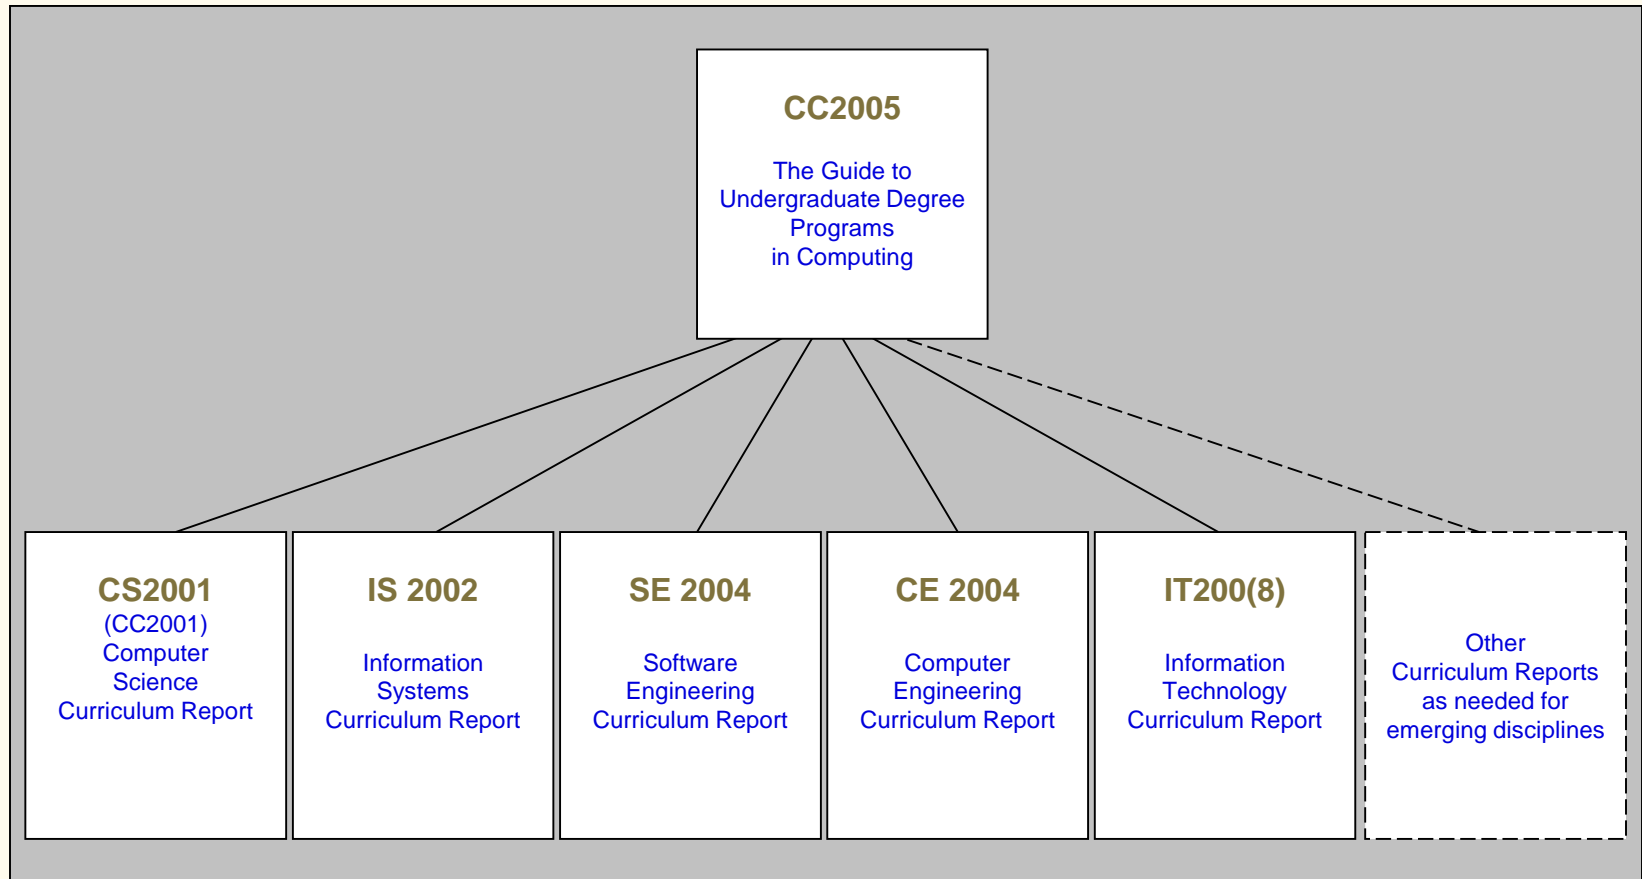 CC2005
The Guide to
Undergraduate Degree
Programs
in Computing
CS2001
(CC2001)
Computer
Science
Curriculum Report
IS 2002
Information
Systems
Curriculum Report
SE 2004
Software
Engineering
Curriculum Report
CE 2004
Computer
Engineering
Curriculum Report
IT200(8)
Information
Technology
Curriculum Report
Other
Curriculum Reports
as needed for
emerging disciplines